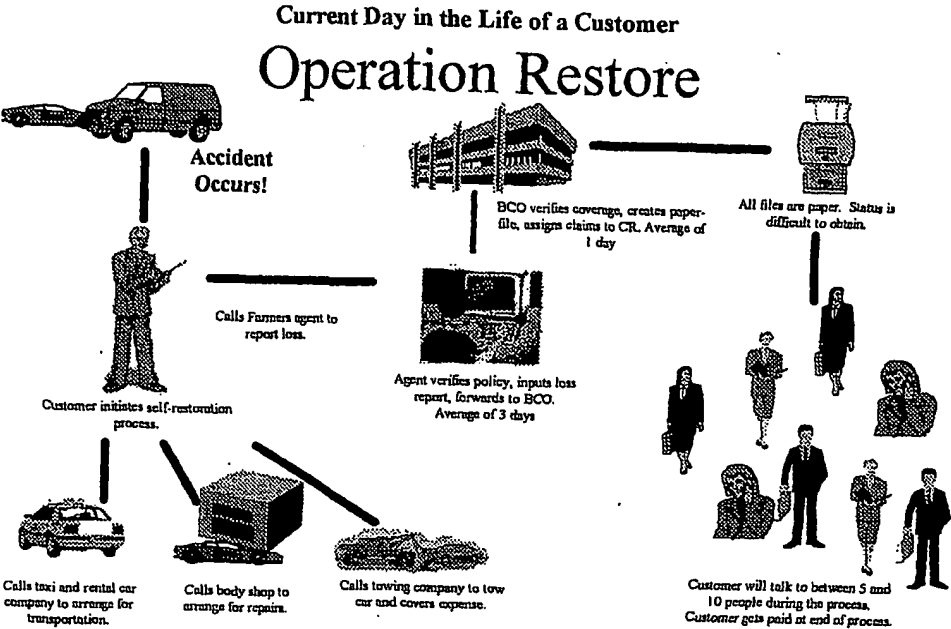 Current Day in the Life of a Customer
Operation Restore
Accident
Occurs!
BCO verifies coverage, creates paper-
file, assigns claims to CR. Average of
1 day
All files are paper. Status is
difficult to obtain.
Calls Farmers agent to
report loss.
Agent verifies policy, inputs loss
report, forwards to BCO.
Average of 3 days
Customer initiates self-restoration
process.
Calls taxi and rental car
company to arrange for
transportation.
Calls body shop to
arrange for repairs.
Calls towing company to tow
car and covers expense.
Customer will talk to between 5 and
10 people during the process.
Customer gets paid at end of process.